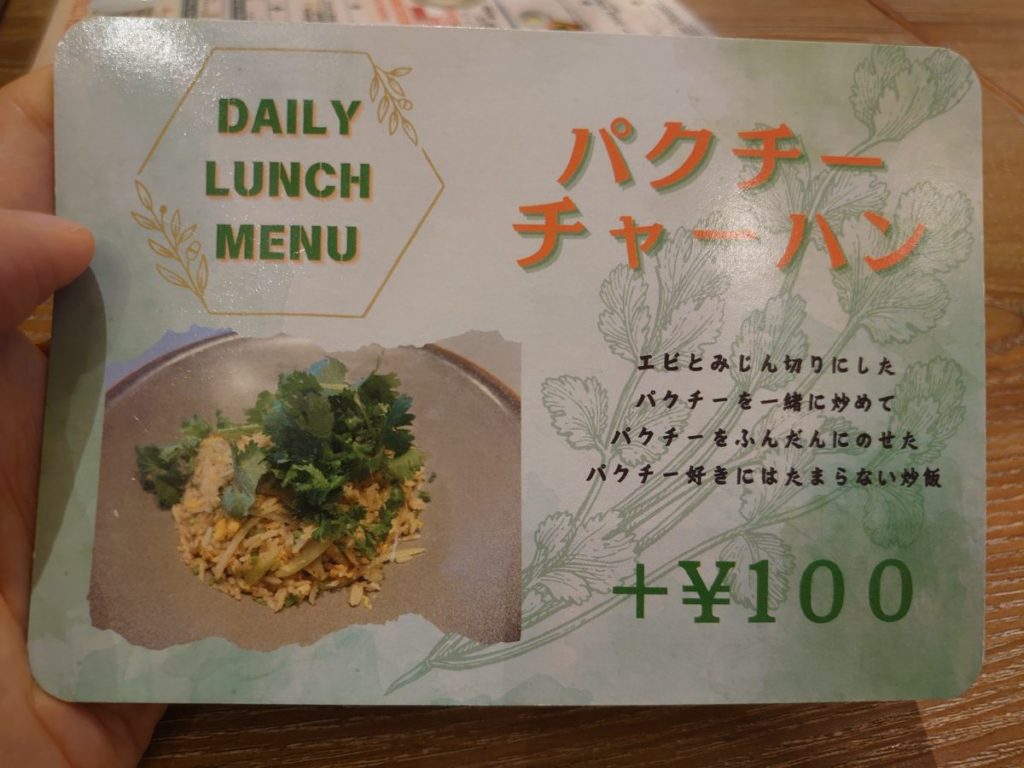 DAILY
LUNCH
MENU
パクチー
チャーハン
エビとみじん切りにした
パクチーを一緒に炒めて
パクチーをふんだんにのせた
パクチー好きにはたまらない炒飯
+¥100